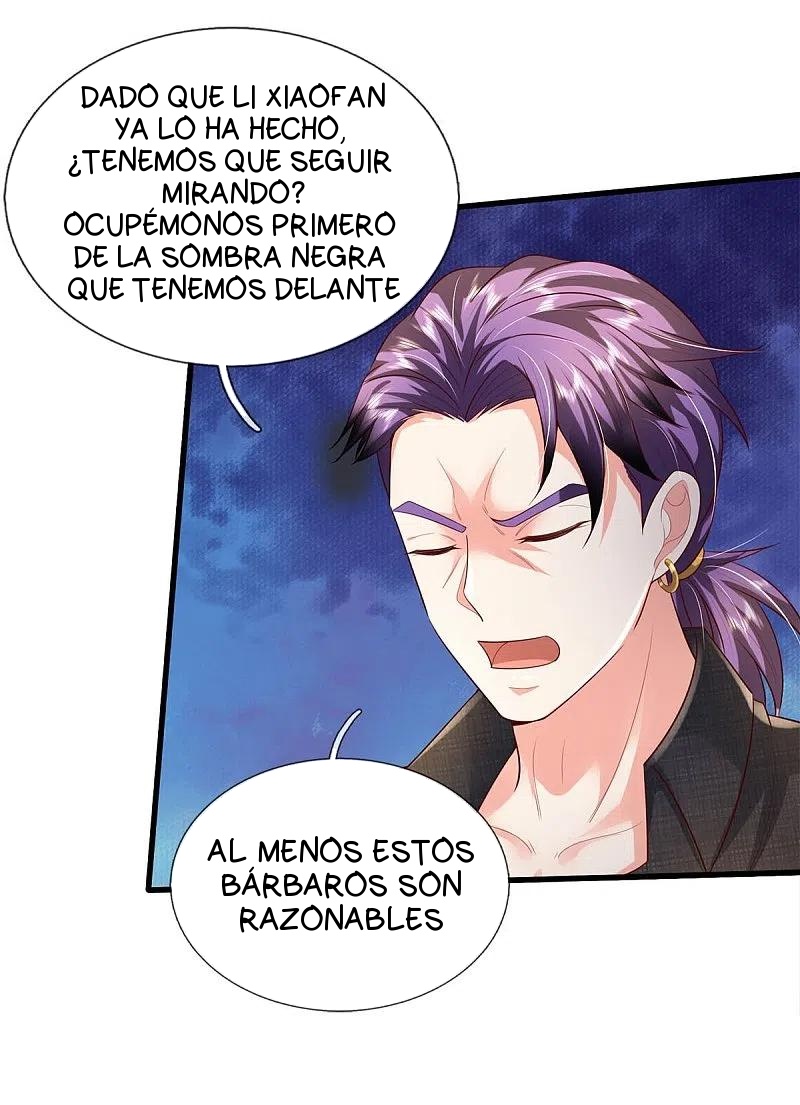 DADO QUE LI XIAOFAN
YA LO HA HECHO,
¿TENEMOS QUE SEGUIR
MIRANDO?
OCUPÉMONOS PRIMERO
DE LA SOMBRA NEGRA
QUE TENEMOS DELANTE
AL MENOS ESTOS
BÁRBAROS SON
RAZONABLES